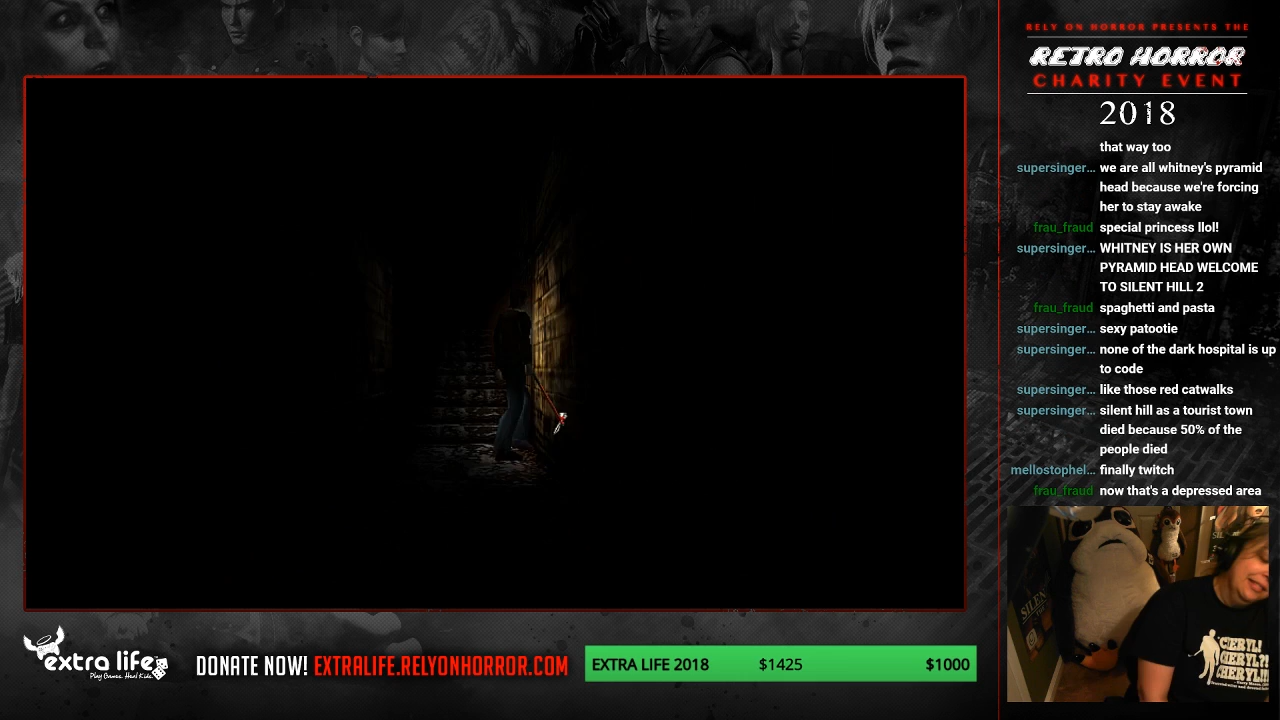 RELY ON HORROR PRESENTS THE
RETRO HORROR
CHARITY EVENT
2018
that way too
supersinger… we are all whitney's pyramid
head because we're forcing
her to stay awake
frau_fraud special princess llol!
supersinger… WHITNEY IS HER OWN
PYRAMID HEAD WELCOME
TO SILENT HILL 2
frau_fraud spaghetti and pasta
supersinger… sexy patootie
supersinger… none of the dark hospital is up
to code
supersinger… like those red catwalks
supersinger… silent hill as a tourist town
died because 50% of the
people died
mellostophel… finally twitch
frau_fraud now that's a depressed area
SILENT
CHERYL!
CHERYL?!
CHERYL!!!
extra life
Play Games. Heal Kids.
DONATE NOW! EXTRALIFE.RELYONHORROR.COM
EXTRA LIFE 2018 $1425 $1000